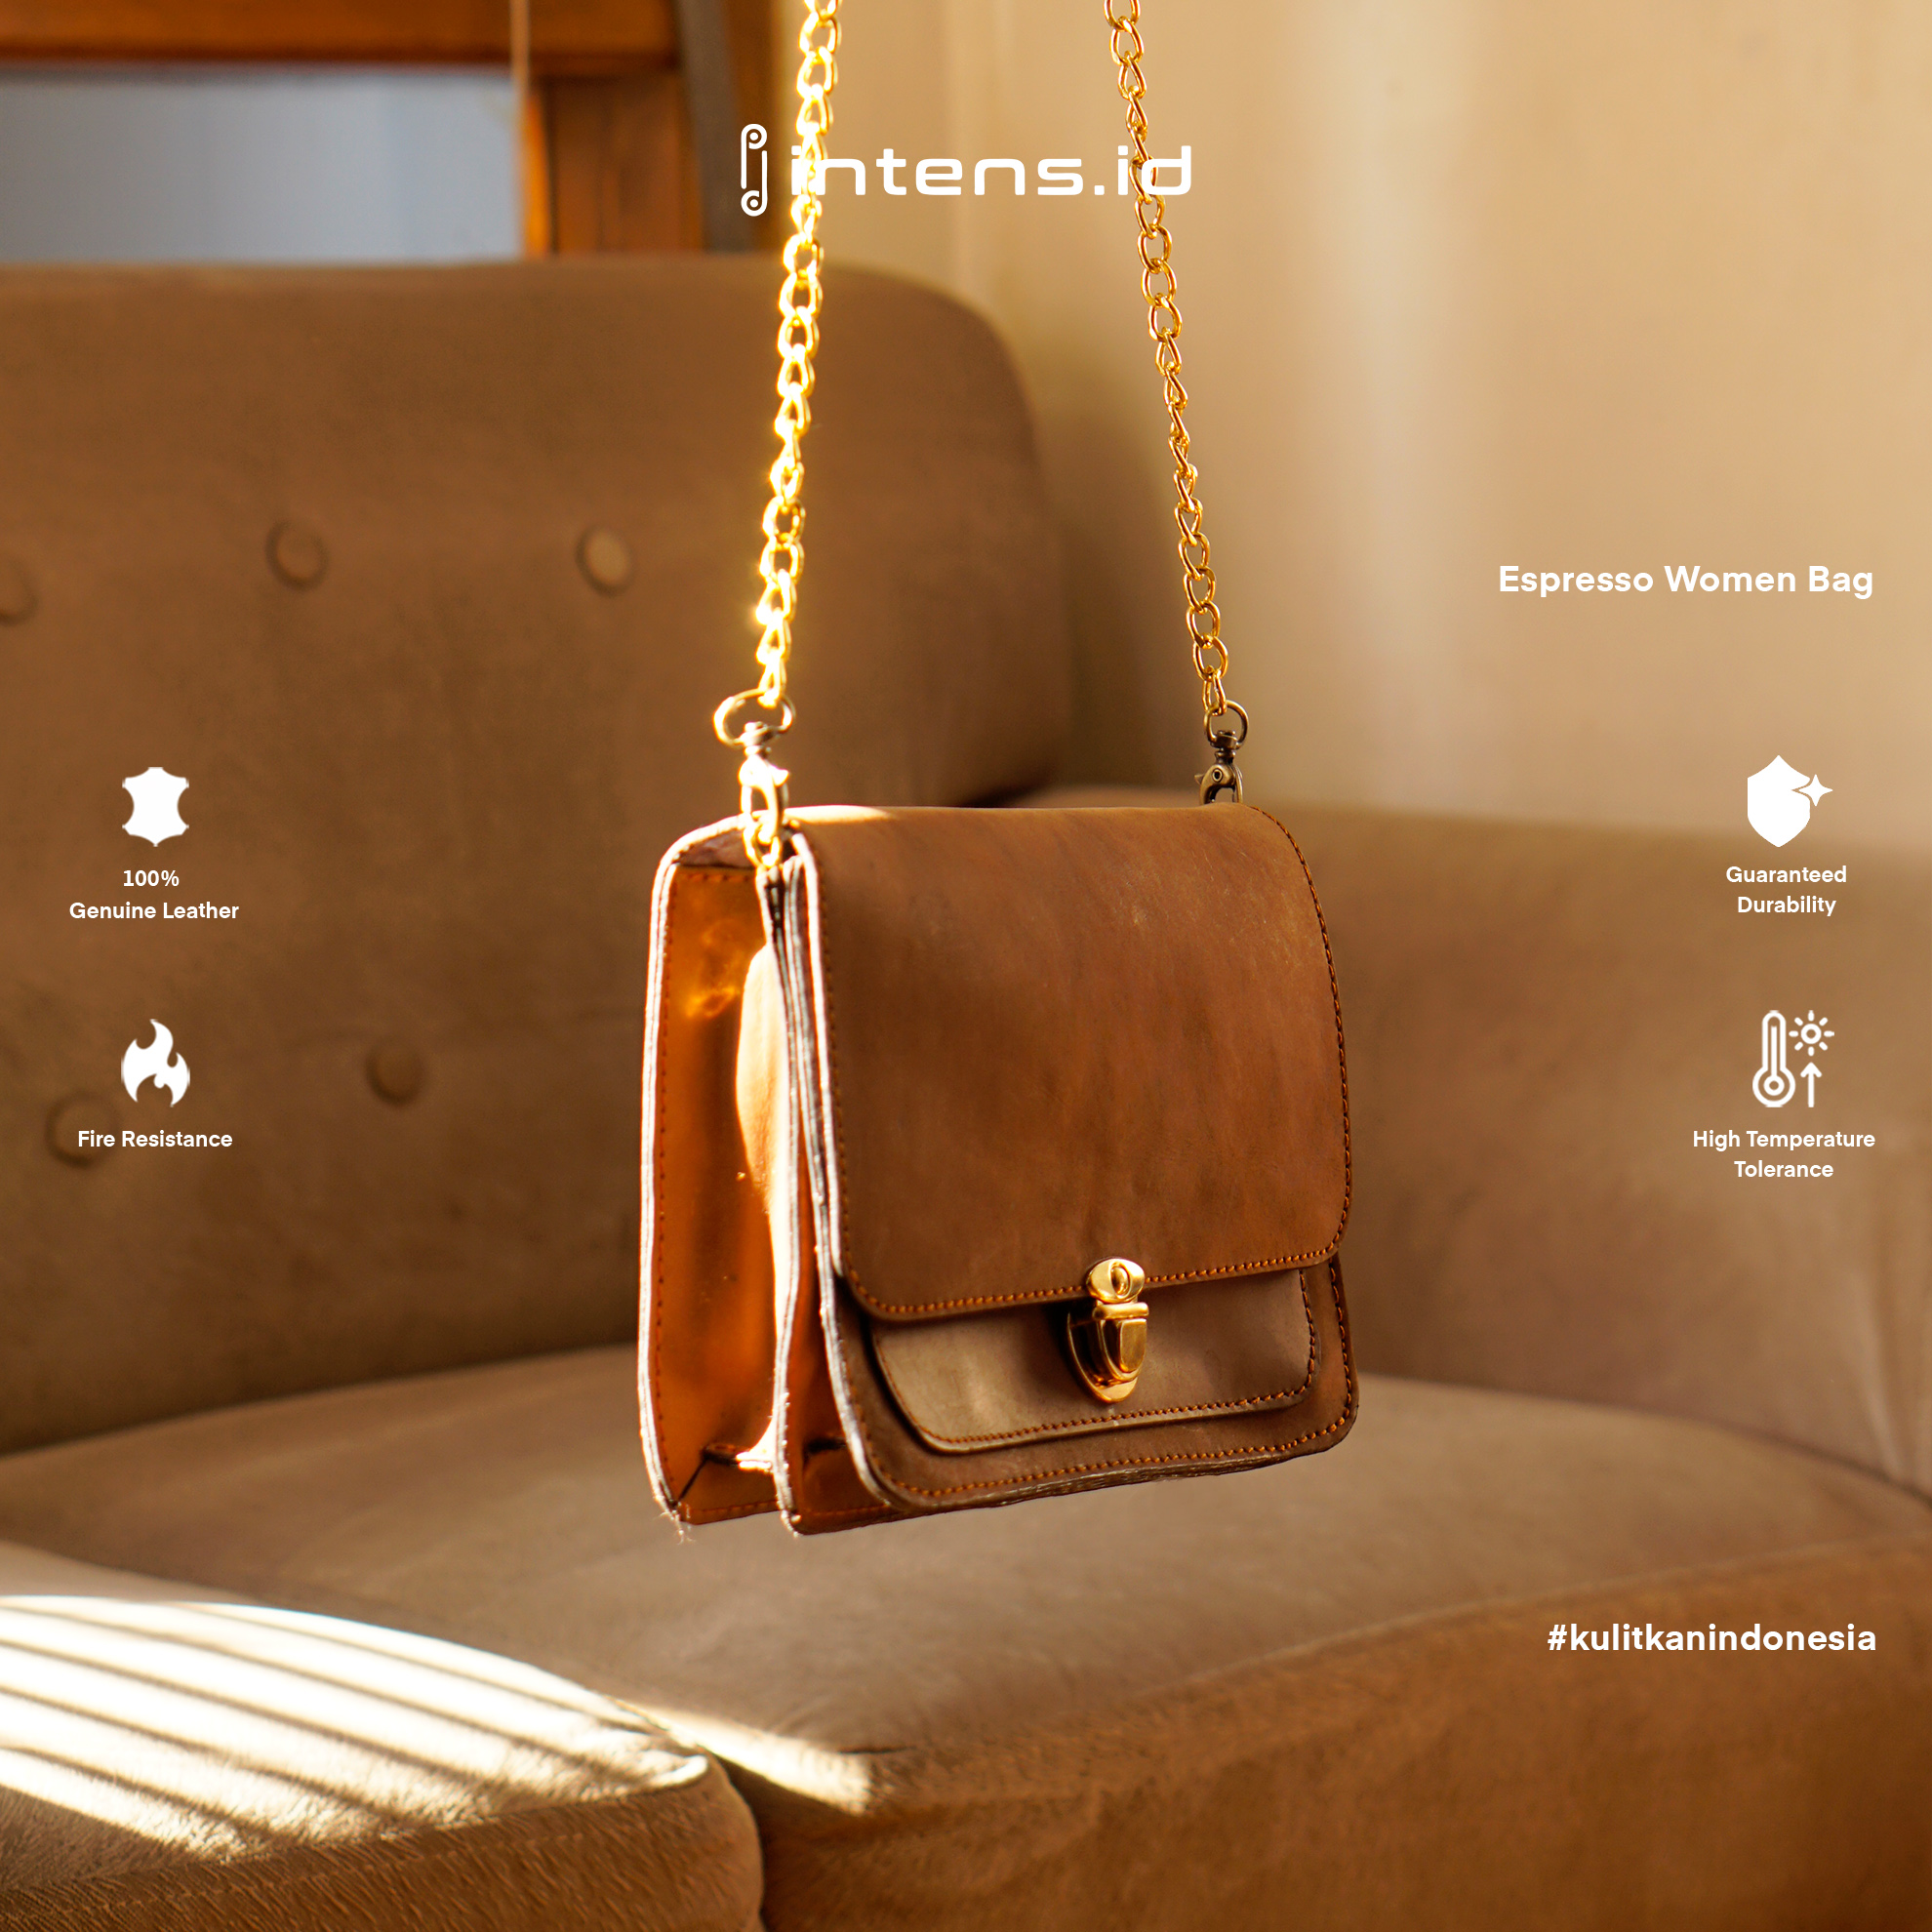 intens.id
Espresso Women Bag
100%
Genuine Leather
Guaranteed
Durability
Fire Resistance
High Temperature
Tolerance
#kulitkanindonesia